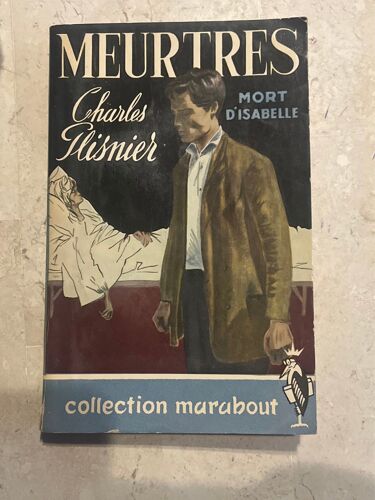 MEURTRES
Charles
Plisnier
MORT
D'ISABELLE
collection marabout